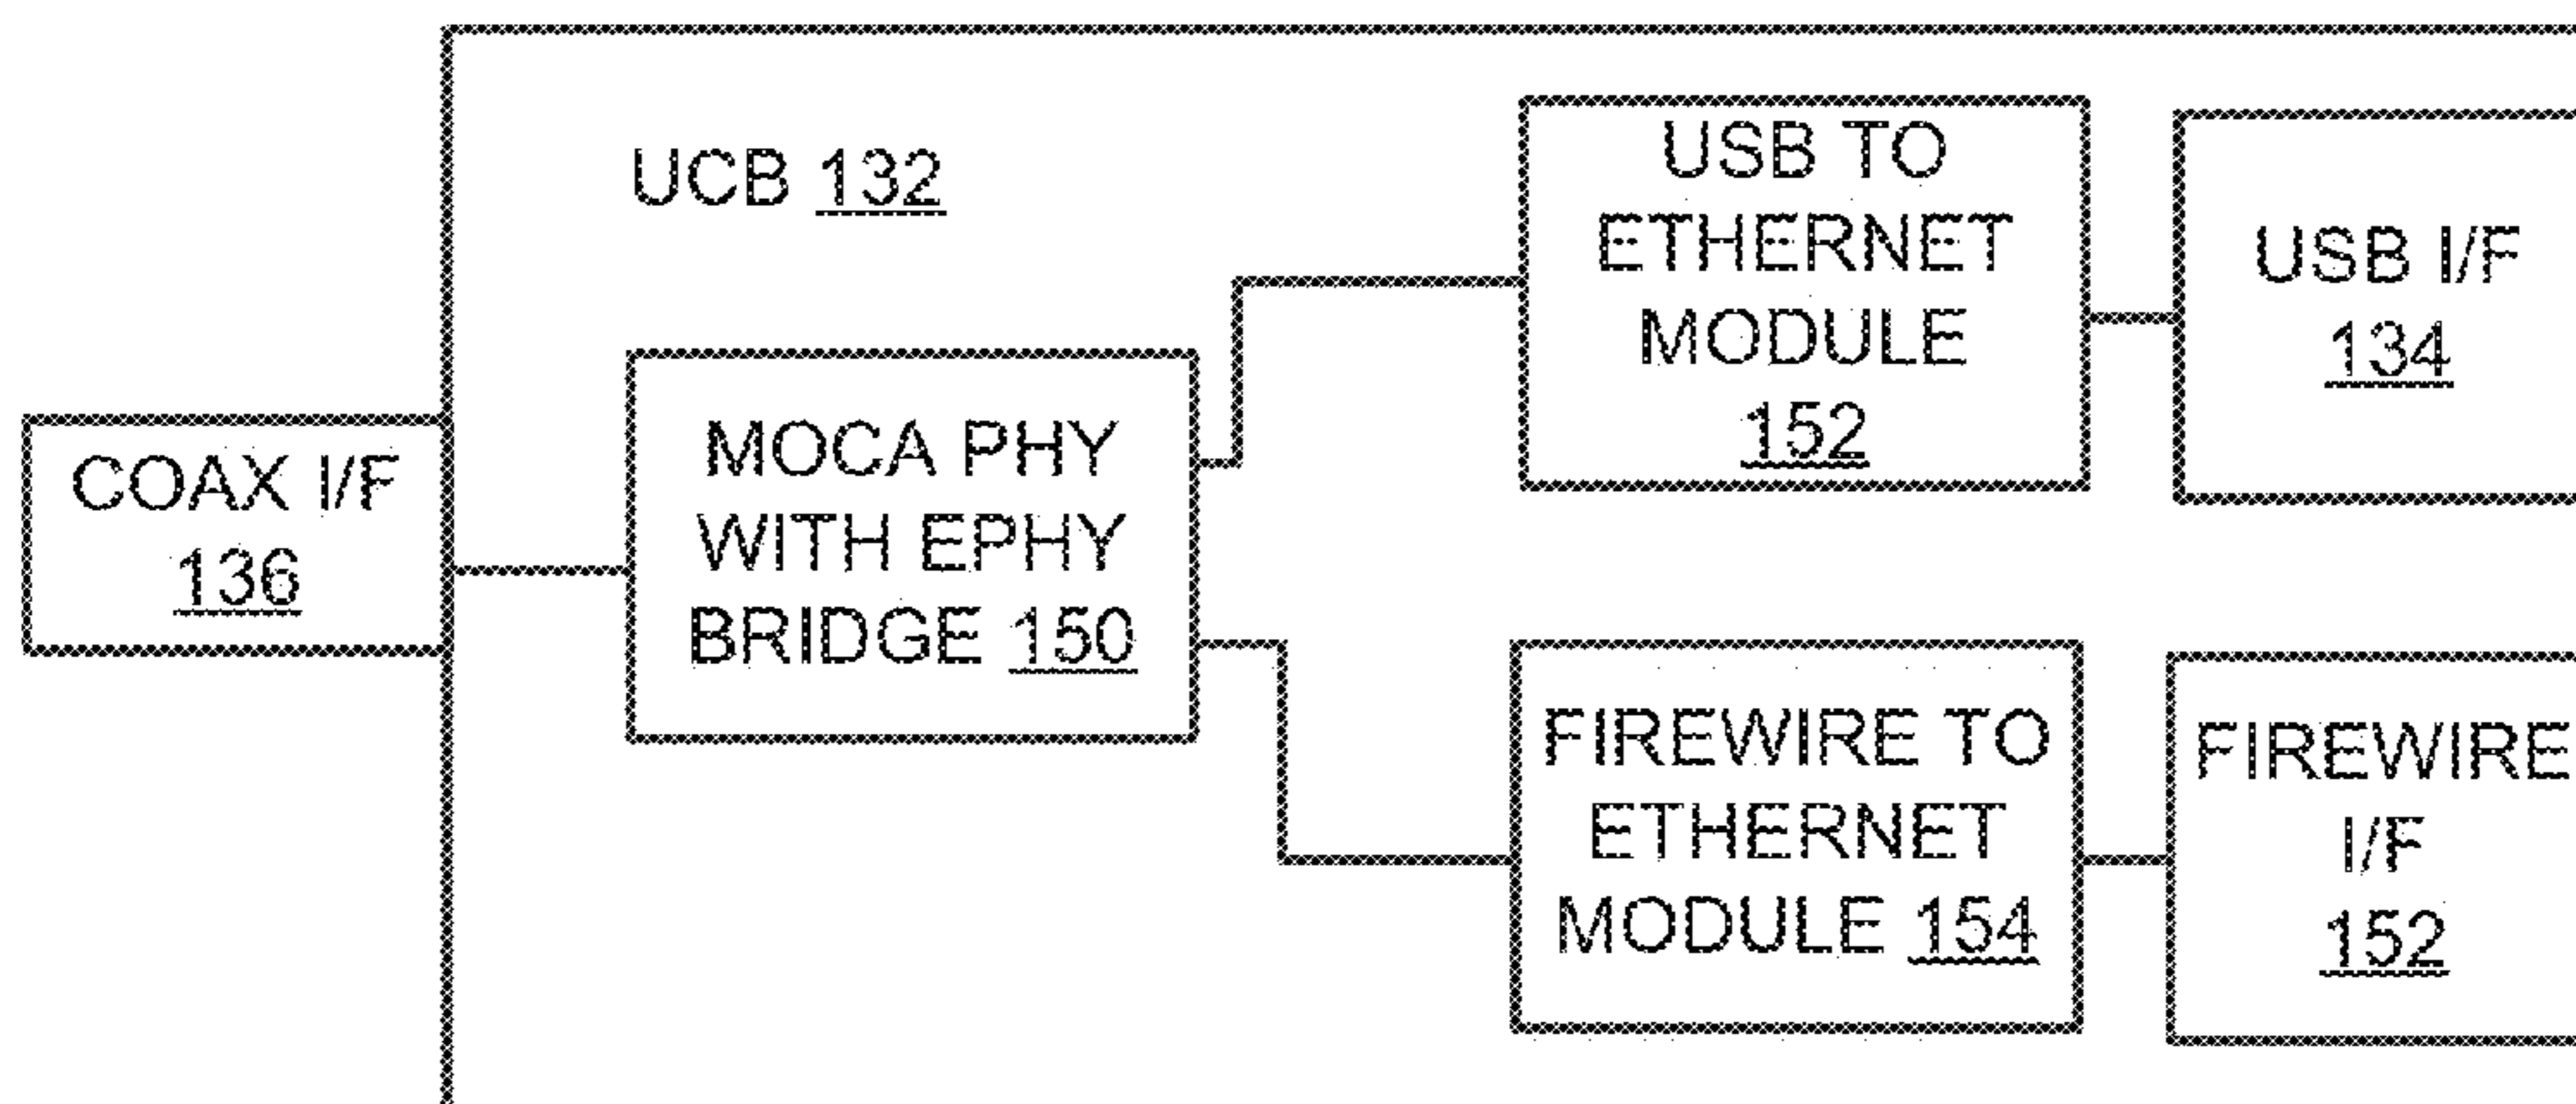 UCB 132
COAX I/F
136
MOCA PHY
WITH EPHY
BRIDGE 150
USB TO
ETHERNET
MODULE
152
USB I/F
134
FIREWIRE TO
ETHERNET
MODULE 154
FIREWIRE
I/F
152